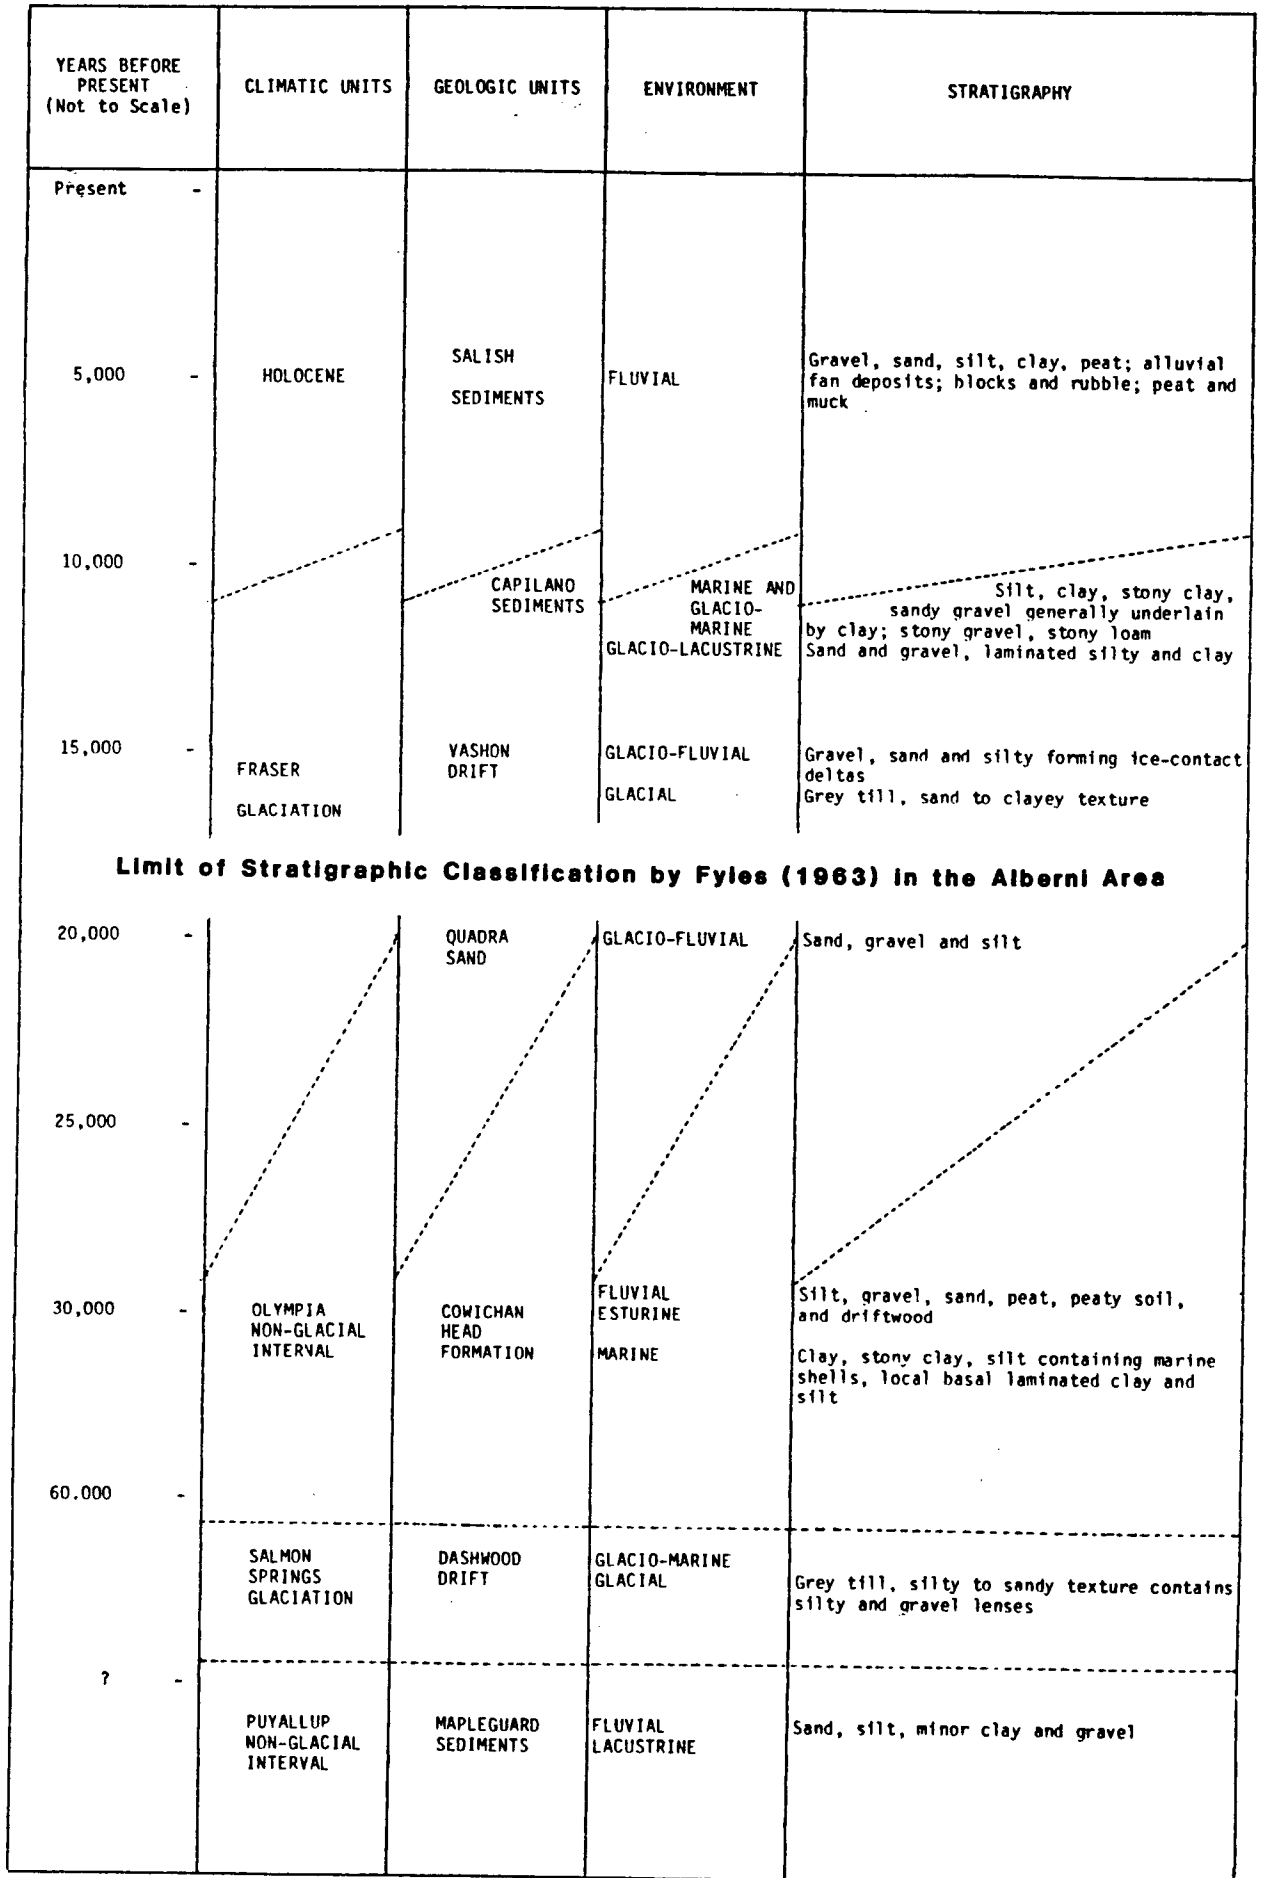 YEARS BEFORE
PRESENT
(Not to Scale)
CLIMATIC UNITS
GEOLOGIC UNITS
ENVIRONMENT
STRATIGRAPHY
Present -
5,000 -
HOLOCENE
SALISH
SEDIMENTS
FLUVIAL
Gravel, sand, silt, clay, peat; alluvial
fan deposits; blocks and rubble; peat and
muck
10,000 -
CAPILANO
SEDIMENTS
MARINE AND
GLACIO-
MARINE
GLACIO-LACUSTRINE
Silt, clay, stony clay,
sandy gravel generally underlain
by clay; stony gravel, stony loam
Sand and gravel, laminated silty and clay
15,000 -
FRASER
GLACIATION
VASHON
DRIFT
GLACIO-FLUVIAL
GLACIAL
Gravel, sand and silty forming ice-contact
deltas
Grey till, sand to clayey texture
Limit of Stratigraphic Classification by Fyles (1963) in the Alberni Area
20,000 -
QUADRA
SAND
GLACIO-FLUVIAL
Sand, gravel and silt
25,000 -
30,000 -
OLYMPIA
NON-GLACIAL
INTERVAL
COWICHAN
HEAD
FORMATION
FLUVIAL
ESTURINE
MARINE
Silt, gravel, sand, peat, peaty soil,
and driftwood
Clay, stony clay, silt containing marine
shells, local basal laminated clay and
silt
60.000 -
SALMON
SPRINGS
GLACIATION
DASHWOOD
DRIFT
GLACIO-MARINE
GLACIAL
Grey till, silty to sandy texture contains
silty and gravel lenses
? -
PUYALLUP
NON-GLACIAL
INTERVAL
MAPLEGUARD
SEDIMENTS
FLUVIAL
LACUSTRINE
Sand, silt, minor clay and gravel